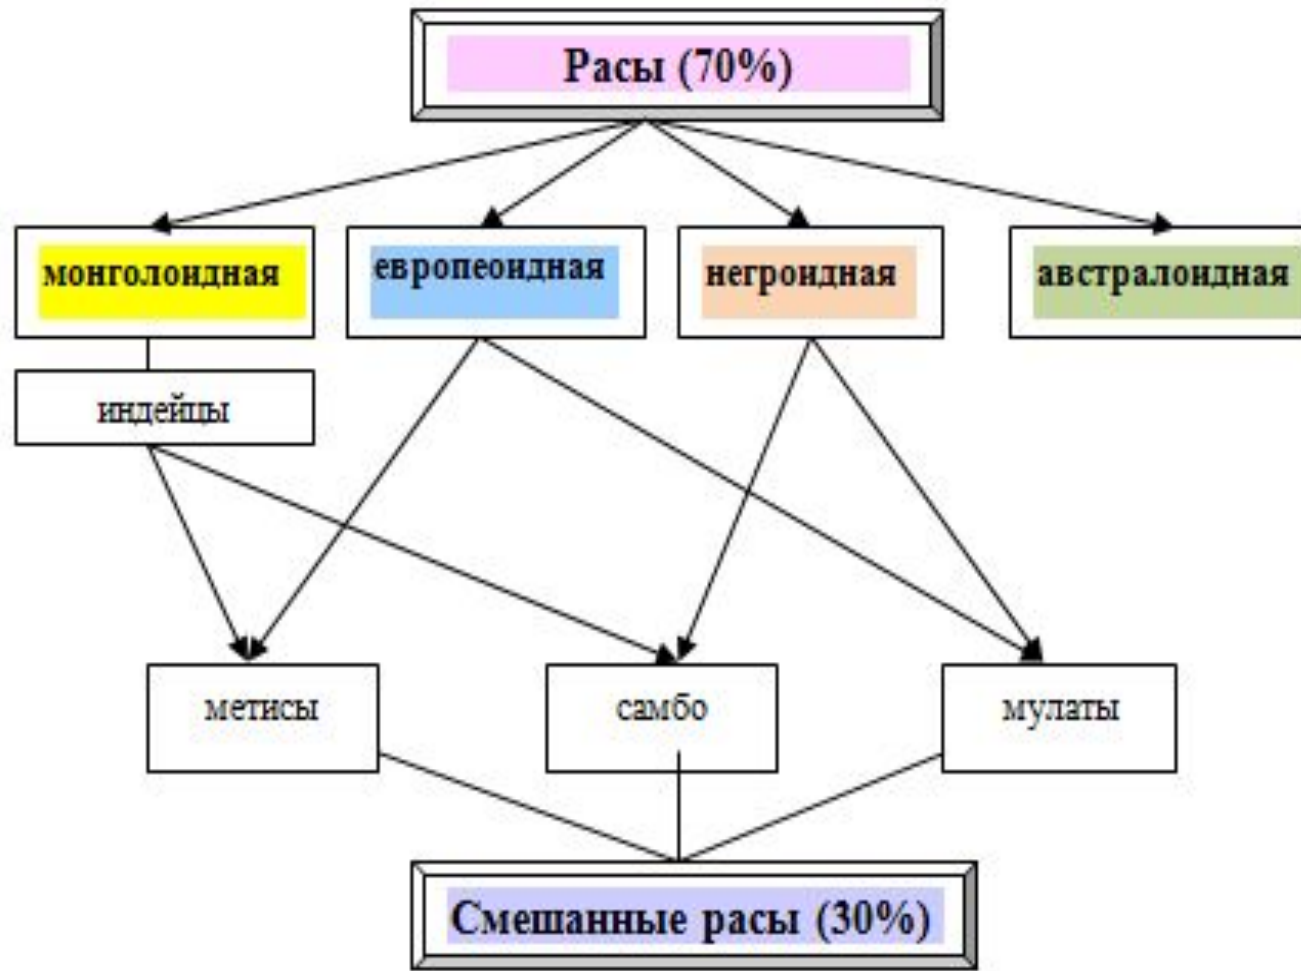 Расы (70%)
монголоидная
европеоидная
негроидная
австралоидная
индейцы
метисы
самбо
мулаты
Смешанные расы (30%)